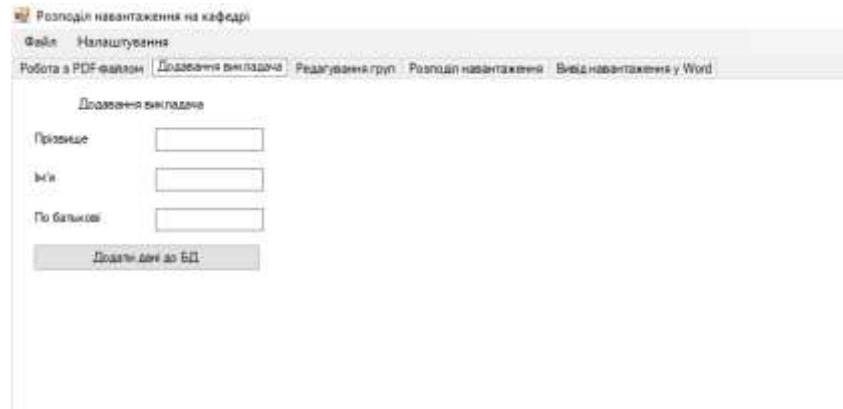 Розподіл навантаження на кафедрі
Файл Налаштування
Робота з PDF-файлом Додавання викладача Редагування груп Розподіл навантаження Вивід навантаження у Word
Додавання викладача
Прізвище
Ім'я
По батькові
Додати дані до БД